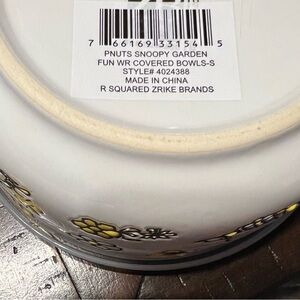 7 66169 33154 5
PNUTS SNOOPY GARDEN
FUN WR COVERED BOWLS-S
STYLE# 4024388
MADE IN CHINA
R SQUARED ZRIKE BRANDS